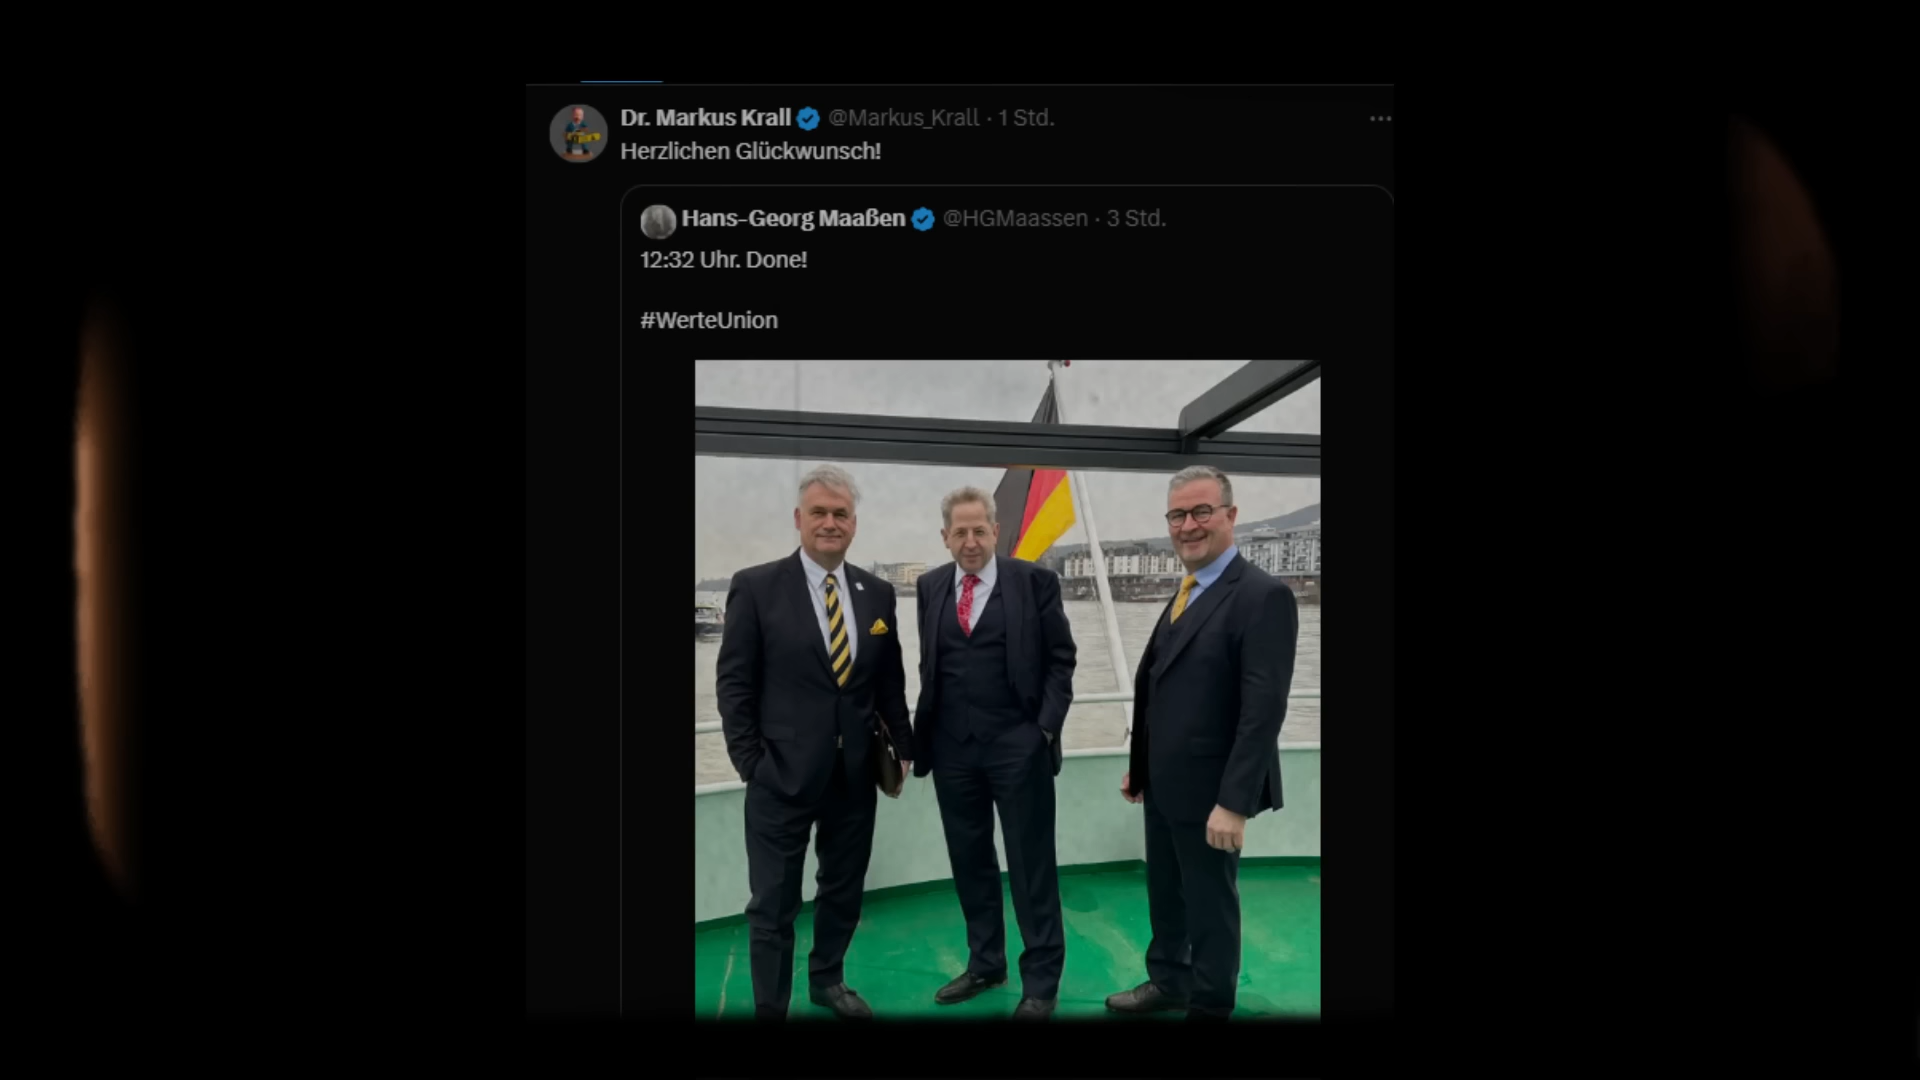 Dr. Markus Krall @Markus_Krall · 1 Std.
Herzlichen Glückwunsch!
Hans-Georg Maaßen @HGMaassen · 3 Std.
12:32 Uhr. Done!
#WerteUnion